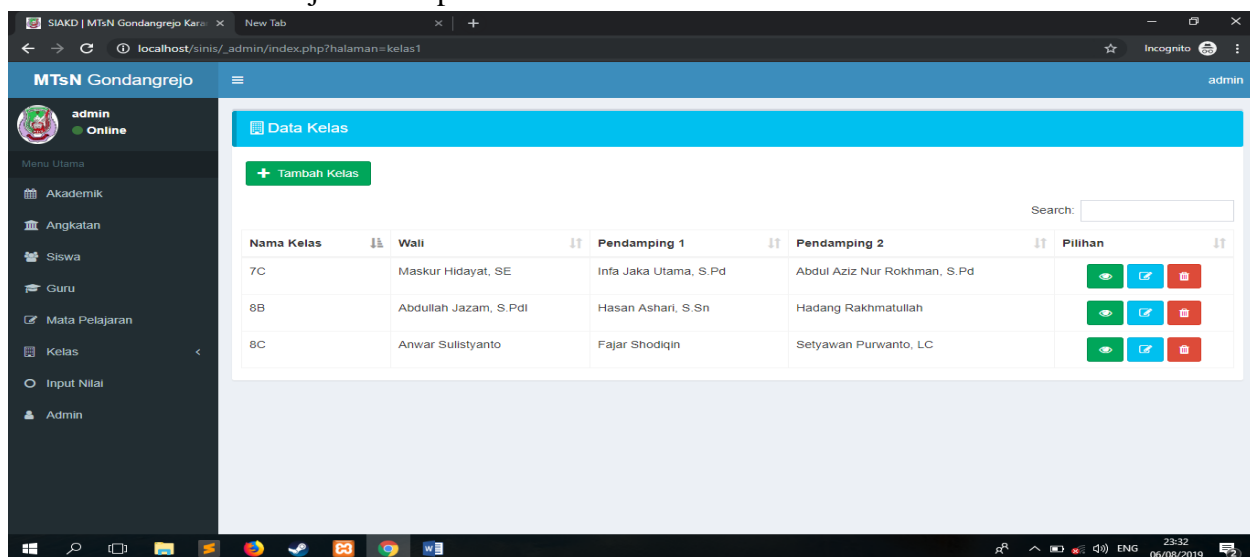 SIAKD | MTsN Gondangrejo Kara
New Tab
localhost/sinis/_admin/index.php?halaman=kelas1
Incognito
MTsN Gondangrejo
admin
admin
Online
Menu Utama
Akademik
Angkatan
Siswa
Guru
Mata Pelajaran
Kelas
Input Nilai
Admin
Data Kelas
Tambah Kelas
Search:
Nama Kelas Wali Pendamping 1 Pendamping 2 Pilihan
7C Maskur Hidayat, SE Infa Jaka Utama, S.Pd Abdul Aziz Nur Rokhman, S.Pd
8B Abdullah Jazam, S.PdI Hasan Ashari, S.Sn Hadang Rakhmatullah
8C Anwar Sulistyanto Fajar Shodiqin Setyawan Purwanto, LC
ENG
23:32
06/08/2019